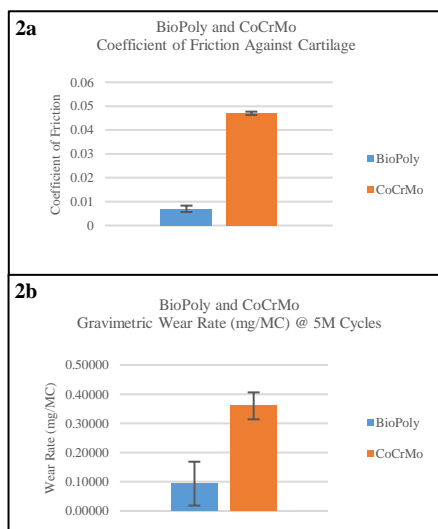 2a
BioPoly and CoCrMo
Coefficient of Friction Against Cartilage
Coefficient of Friction
0.06
0.05
0.04
0.03
0.02
0.01
0
BioPoly
CoCrMo
2b
BioPoly and CoCrMo
Gravimetric Wear Rate (mg/MC) @ 5M Cycles
Wear Rate (mg/MC)
0.50000
0.40000
0.30000
0.20000
0.10000
0.00000
BioPoly
CoCrMo